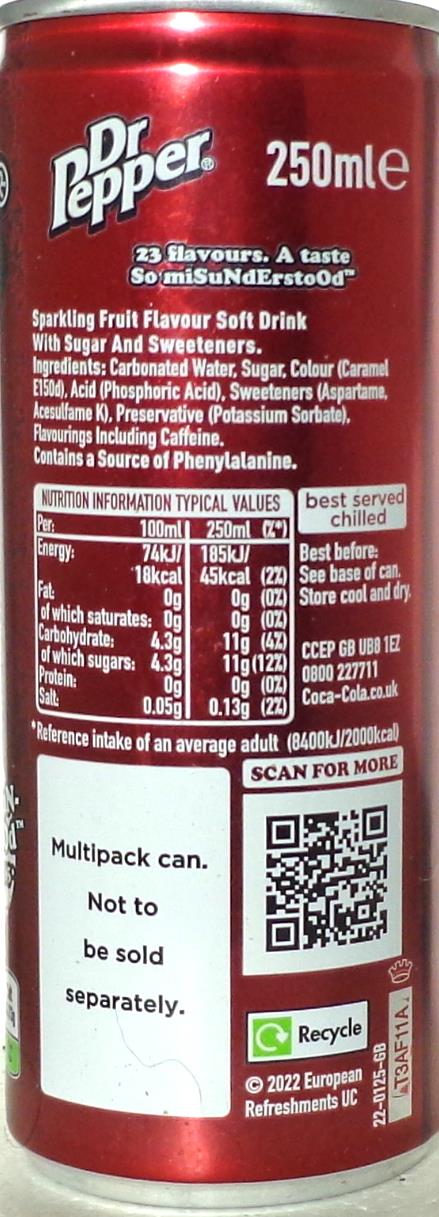 Dr
Pepper®
250ml e
23 flavours. A taste
So miSuNdErstoOd™
Sparkling Fruit Flavour Soft Drink
With Sugar And Sweeteners.
Ingredients: Carbonated Water, Sugar, Colour (Caramel
E150d), Acid (Phosphoric Acid), Sweeteners (Aspartame,
Acesulfame K), Preservative (Potassium Sorbate),
Flavourings Including Caffeine.
Contains a Source of Phenylalanine.
NUTRITION INFORMATION TYPICAL VALUES
Per: 100ml 250ml (%*)
Energy: 74kJ/ 185kJ/
18kcal 45kcal (2%)
Fat: 0g 0g (0%)
of which saturates: 0g 0g (0%)
Carbohydrate: 4.3g 11g (4%)
of which sugars: 4.3g 11g (12%)
Protein: 0g 0g (0%)
Salt: 0.05g 0.13g (2%)
best served
chilled
Best before:
See base of can.
Store cool and dry.
CCEP GB UB8 1EZ
0800 227711
Coca-Cola.co.uk
*Reference intake of an average adult (8400kJ/2000kcal)
SCAN FOR MORE
Multipack can.
Not to
be sold
separately.
Recycle
© 2022 European
Refreshments UC
22-0125-GB
AT3AF11A